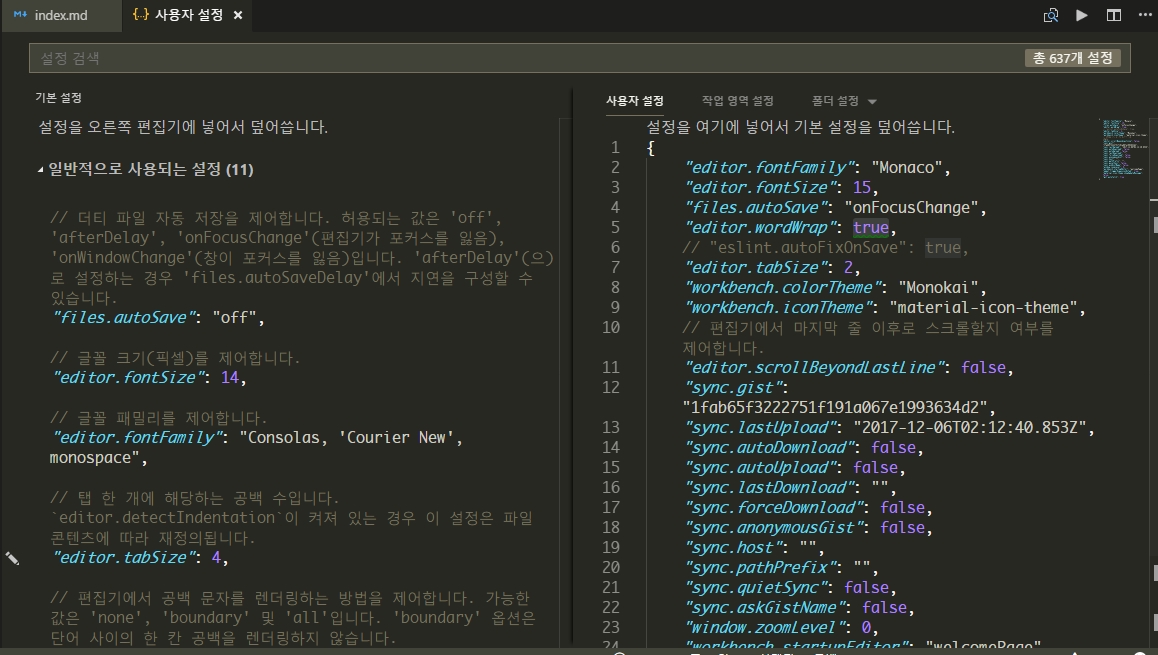 index.md
{..} 사용자 설정 ×
설정 검색
총 637개 설정
기본 설정
설정을 오른쪽 편집기에 넣어서 덮어씁니다.
일반적으로 사용되는 설정 (11)
// 더티 파일 자동 저장을 제어합니다. 허용되는 값은 'off',
'afterDelay', 'onFocusChange'(편집기가 포커스를 잃음),
'onWindowChange'(창이 포커스를 잃음)입니다. 'afterDelay'(으)
로 설정하는 경우 'files.autoSaveDelay'에서 지연을 구성할 수
있습니다.
"files.autoSave": "off",
// 글꼴 크기(픽셀)를 제어합니다.
"editor.fontSize": 14,
// 글꼴 패밀리를 제어합니다.
"editor.fontFamily": "Consolas, 'Courier New',
monospace",
// 탭 한 개에 해당하는 공백 수입니다.
`editor.detectIndentation`이 켜져 있는 경우 이 설정은 파일
콘텐츠에 따라 재정의됩니다.
"editor.tabSize": 4,
// 편집기에서 공백 문자를 렌더링하는 방법을 제어합니다. 가능한
값은 'none', 'boundary' 및 'all'입니다. 'boundary' 옵션은
단어 사이의 한 칸 공백을 렌더링하지 않습니다.
사용자 설정 작업 영역 설정 폴더 설정
설정을 여기에 넣어서 기본 설정을 덮어씁니다.
1 {
2 "editor.fontFamily": "Monaco",
3 "editor.fontSize": 15,
4 "files.autoSave": "onFocusChange",
5 "editor.wordWrap": true,
6 // "eslint.autoFixOnSave": true,
7 "editor.tabSize": 2,
8 "workbench.colorTheme": "Monokai",
9 "workbench.iconTheme": "material-icon-theme",
10 // 편집기에서 마지막 줄 이후로 스크롤할지 여부를
제어합니다.
11 "editor.scrollBeyondLastLine": false,
12 "sync.gist":
"1fab65f3222751f191a067e1993634d2",
13 "sync.lastUpload": "2017-12-06T02:12:40.853Z",
14 "sync.autoDownload": false,
15 "sync.autoUpload": false,
16 "sync.lastDownload": "",
17 "sync.forceDownload": false,
18 "sync.anonymousGist": false,
19 "sync.host": "",
20 "sync.pathPrefix": "",
21 "sync.quietSync": false,
22 "sync.askGistName": false,
23 "window.zoomLevel": 0,
24 "workbench.startupEditor": "welcomePage"